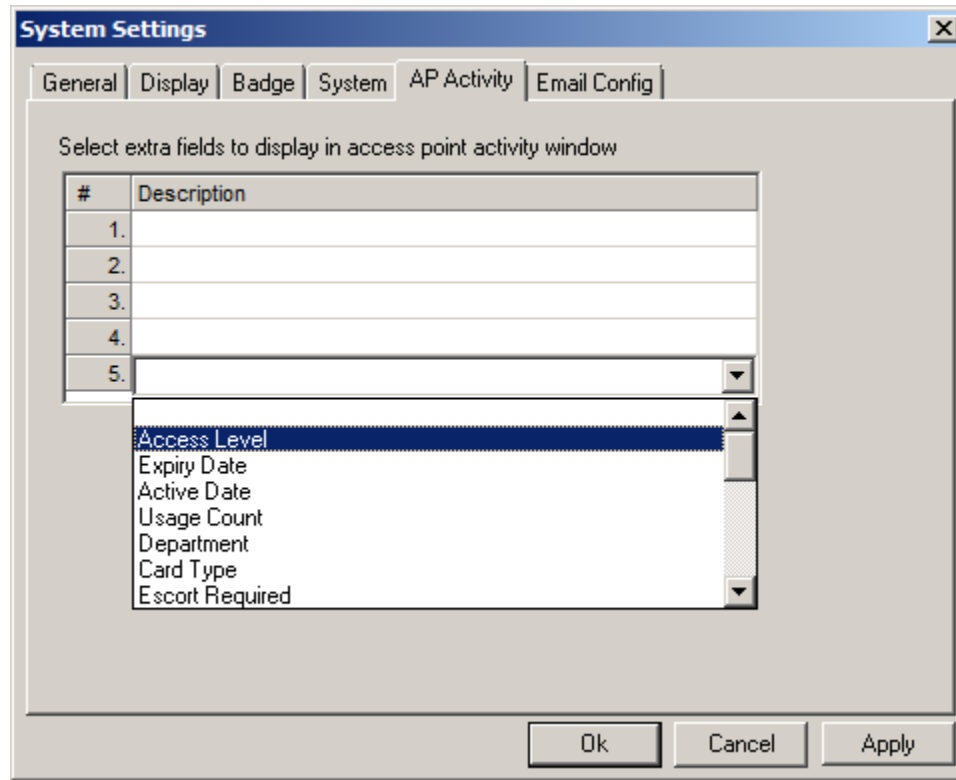 System Settings
General Display Badge System AP Activity Email Config
Select extra fields to display in access point activity window
# Description
1.
2.
3.
4.
5.
Access Level
Expiry Date
Active Date
Usage Count
Department
Card Type
Escort Required
Ok Cancel Apply